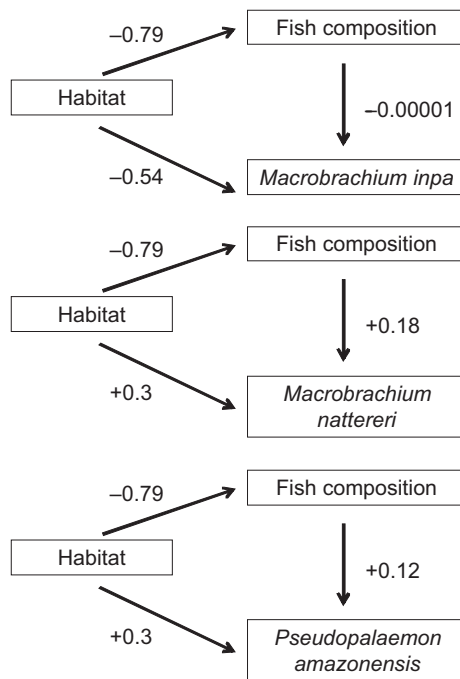 –0.79
Fish composition
Habitat
–0.00001
–0.54
Macrobrachium inpa
–0.79
Fish composition
Habitat
+0.18
+0.3
Macrobrachium
nattereri
–0.79
Fish composition
Habitat
+0.12
+0.3
Pseudopalaemon
amazonensis